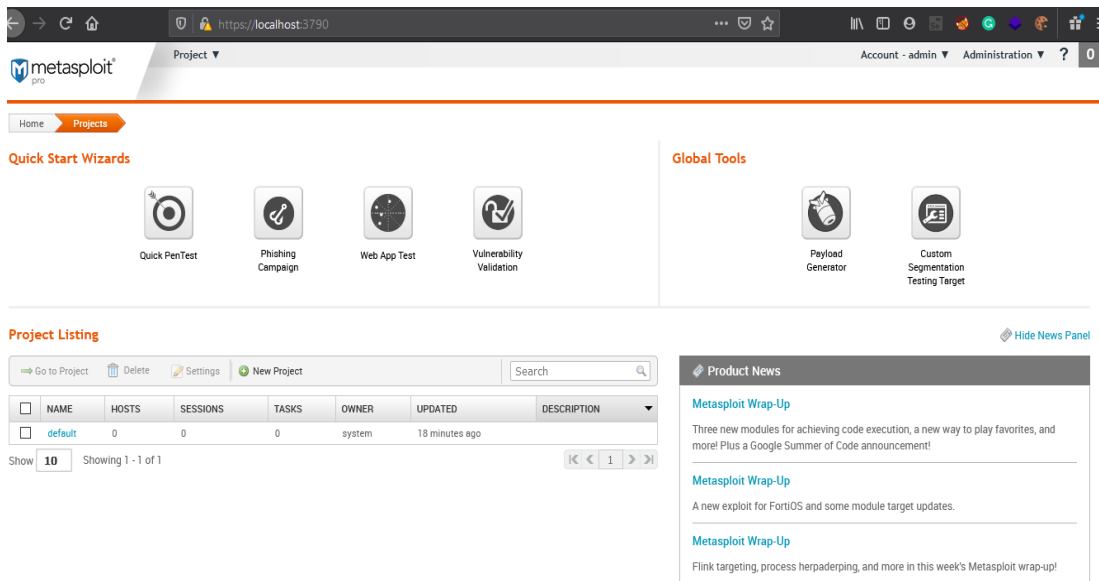 https://localhost:3790
metasploit®
pro
Project ▼
Account - admin ▼ Administration ▼ ? 0
Home Projects
Quick Start Wizards
Quick PenTest
Phishing
Campaign
Web App Test
Vulnerability
Validation
Global Tools
Payload
Generator
Custom
Segmentation
Testing Target
Project Listing
Hide News Panel
Go to Project Delete Settings New Project Search
NAME HOSTS SESSIONS TASKS OWNER UPDATED DESCRIPTION
default 0 0 0 system 18 minutes ago
Show 10 Showing 1 - 1 of 1
1
Product News
Metasploit Wrap-Up
Three new modules for achieving code execution, a new way to play favorites, and
more! Plus a Google Summer of Code announcement!
Metasploit Wrap-Up
A new exploit for FortiOS and some module target updates.
Metasploit Wrap-Up
Flink targeting, process herpaderping, and more in this week's Metasploit wrap-up!